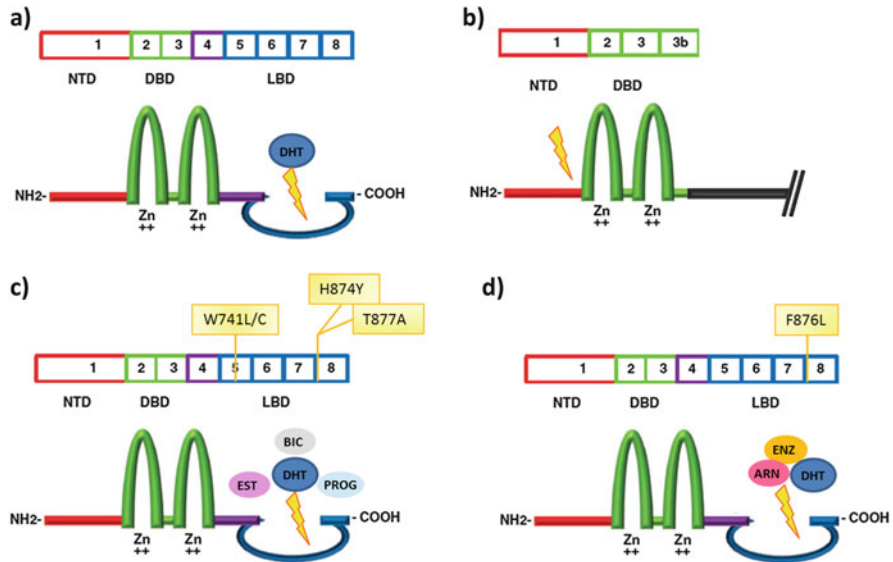 a)
1 2 3 4 5 6 7 8
NTD DBD LBD
DHT
NH2- - COOH
Zn Zn
++ ++
b)
1 2 3 3b
NTD DBD
NH2-
Zn Zn
++ ++
c)
H874Y
W741L/C T877A
1 2 3 4 5 6 7 8
NTD DBD LBD
BIC
EST DHT PROG
NH2- - COOH
Zn Zn
++ ++
d)
F876L
1 2 3 4 5 6 7 8
NTD DBD LBD
ENZ
ARN DHT
NH2- - COOH
Zn Zn
++ ++